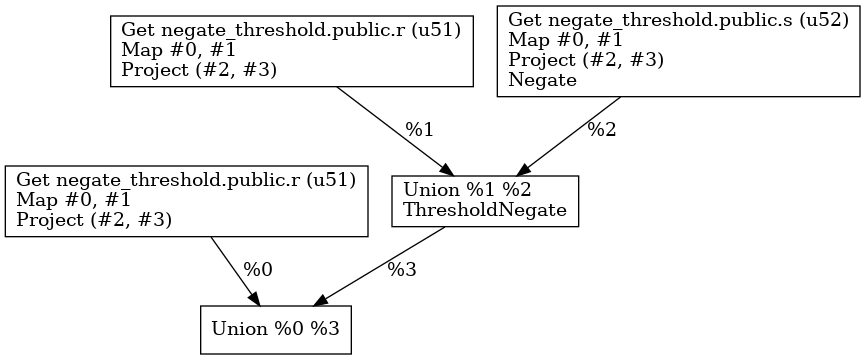 Get negate_threshold.public.r (u51)
Map #0, #1
Project (#2, #3)
Get negate_threshold.public.s (u52)
Map #0, #1
Project (#2, #3)
Negate
%1
%2
Get negate_threshold.public.r (u51)
Map #0, #1
Project (#2, #3)
Union %1 %2
ThresholdNegate
%0
%3
Union %0 %3